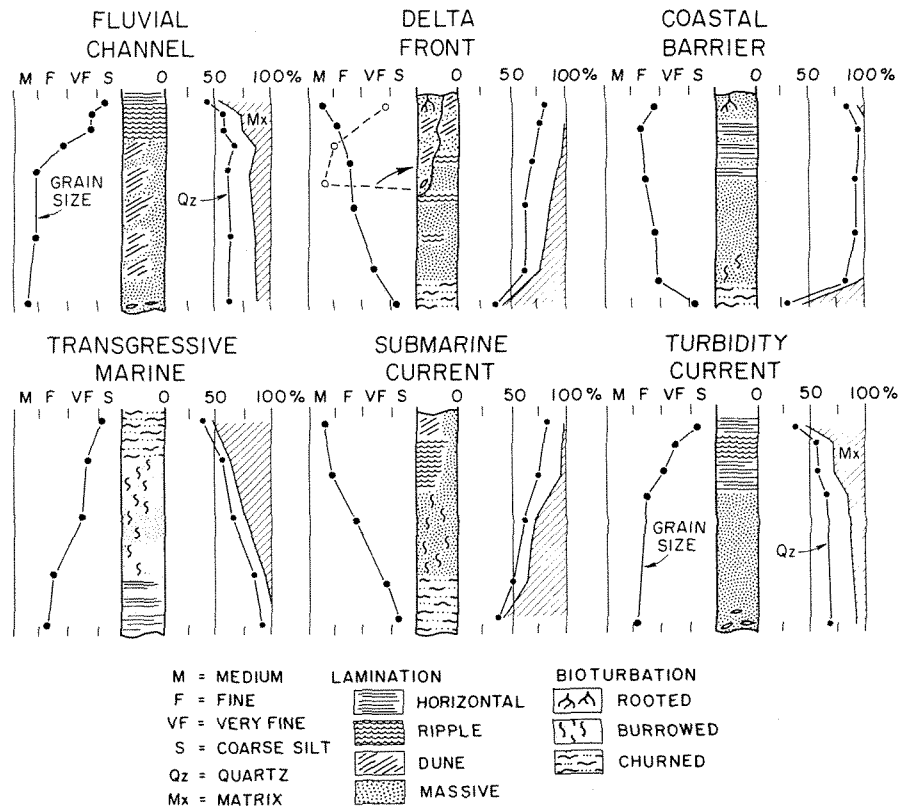 FLUVIAL CHANNEL
DELTA FRONT
COASTAL BARRIER
M F VF S 0 50 100%
M F VF S 0 50 100%
M F VF S 0 50 100%
Mx
GRAIN SIZE
Qz
TRANSGRESSIVE MARINE
SUBMARINE CURRENT
TURBIDITY CURRENT
M F VF S 0 50 100%
M F VF S 0 50 100%
M F VF S 0 50 100%
Mx
GRAIN SIZE
Qz
M = MEDIUM
F = FINE
VF = VERY FINE
S = COARSE SILT
Qz = QUARTZ
Mx = MATRIX
LAMINATION
HORIZONTAL
RIPPLE
DUNE
MASSIVE
BIOTURBATION
ROOTED
BURROWED
CHURNED